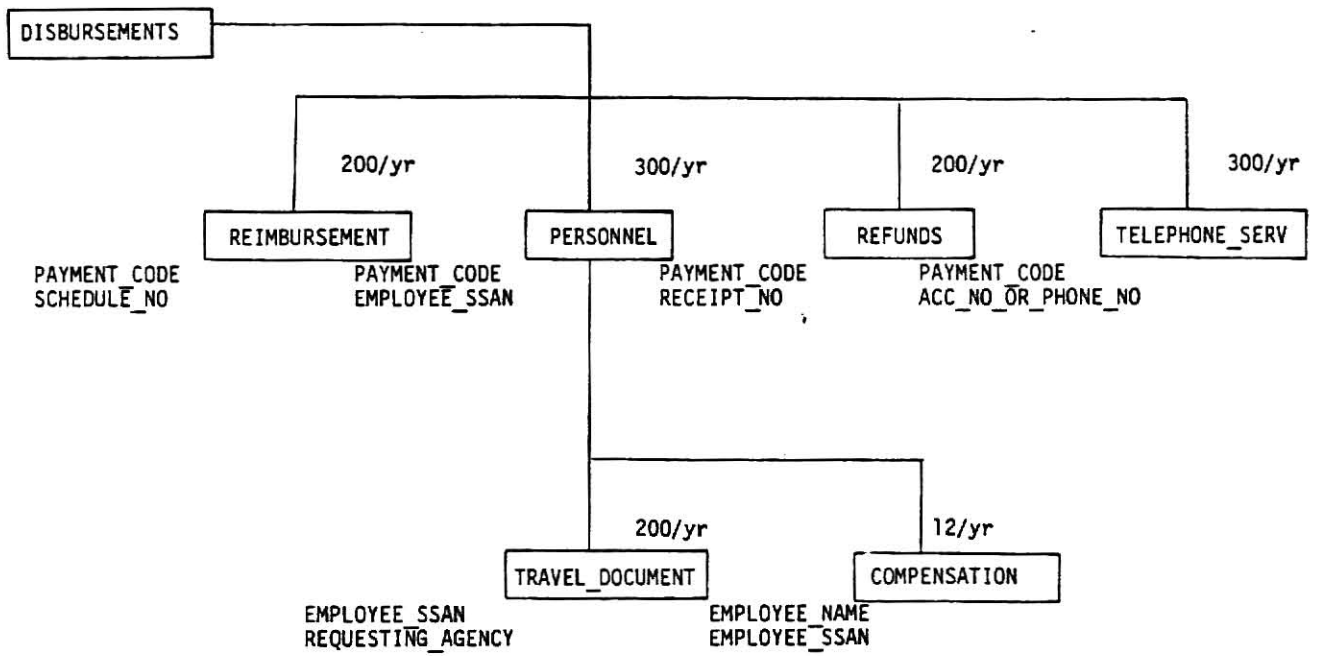 DISBURSEMENTS
200/yr 300/yr 200/yr 300/yr
REIMBURSEMENT PERSONNEL REFUNDS TELEPHONE_SERV
PAYMENT_CODE PAYMENT_CODE PAYMENT_CODE PAYMENT_CODE
SCHEDULE_NO EMPLOYEE_SSAN RECEIPT_NO ACC_NO_OR_PHONE_NO
200/yr 12/yr
TRAVEL_DOCUMENT COMPENSATION
EMPLOYEE_SSAN EMPLOYEE_NAME
REQUESTING_AGENCY EMPLOYEE_SSAN